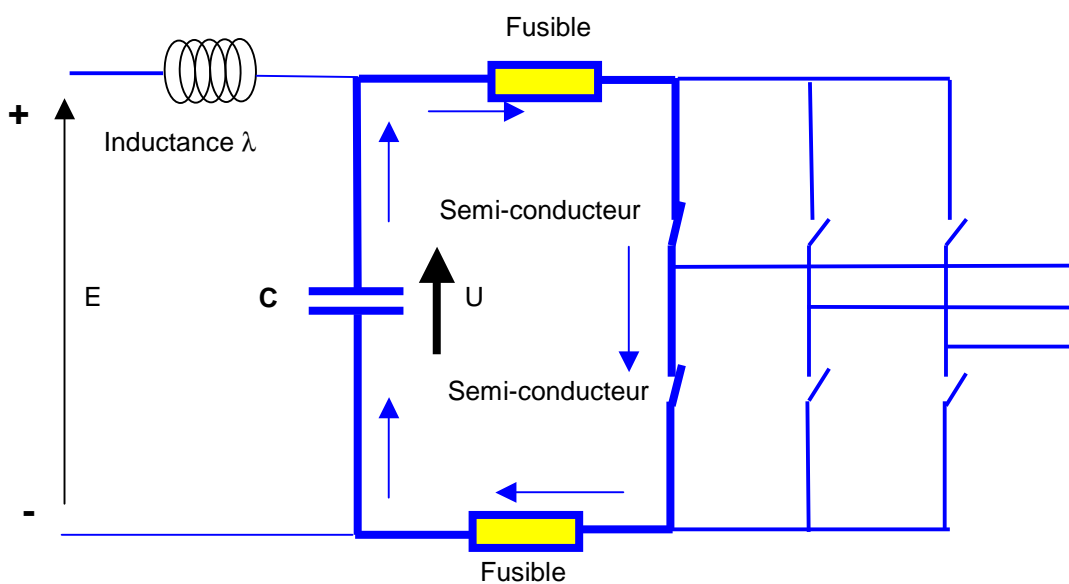 Fusible
+
Inductance λ
Semi-conducteur
E
C
U
Semi-conducteur
-
Fusible